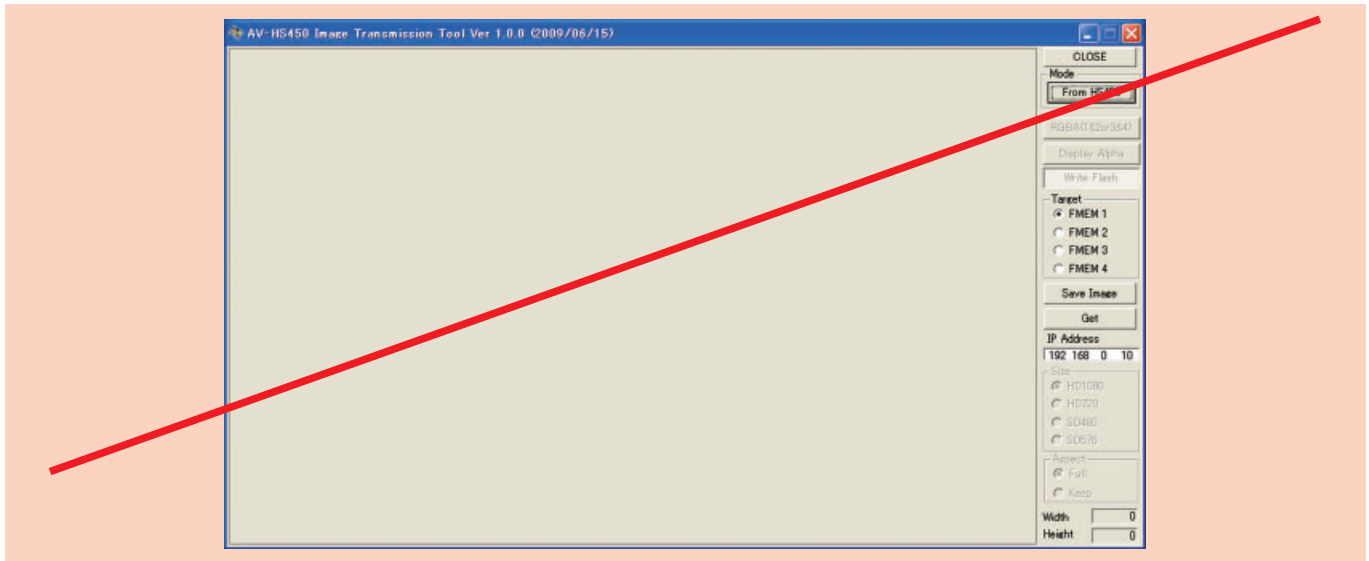 AV-HS450 Image Transmission Tool Ver 1.0.0 (2009/06/15)
CLOSE
Mode
From HS450
Display Alpha
Write Flash
Target
FMEM 1
FMEM 2
FMEM 3
FMEM 4
Save Image
Get
IP Address
192 168 0 10
Size
HD1080
HD720
SD480
SD576
Aspect
Full
Keep
Width 0
Height 0